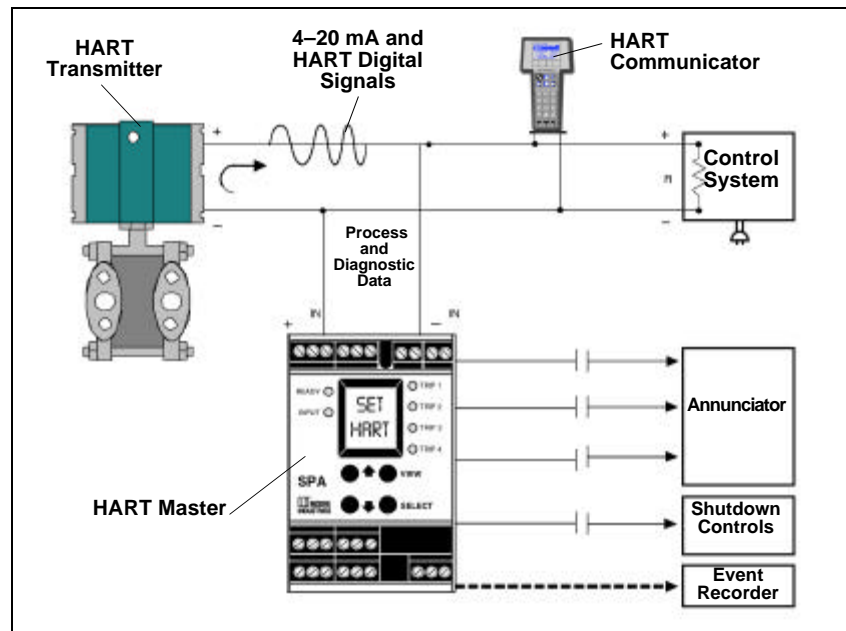 HART
Transmitter
4–20 mA and
HART Digital
Signals
HART
Communicator
+
+
Control
System
R
–
–
Process
and
Diagnostic
Data
+
IN
–
IN
READY
INPUT
SET
HART
TRIP 1
TRIP 2
TRIP 3
TRIP 4
VIEW
SELECT
SPA
HART Master
Annunciator
Shutdown
Controls
Event
Recorder